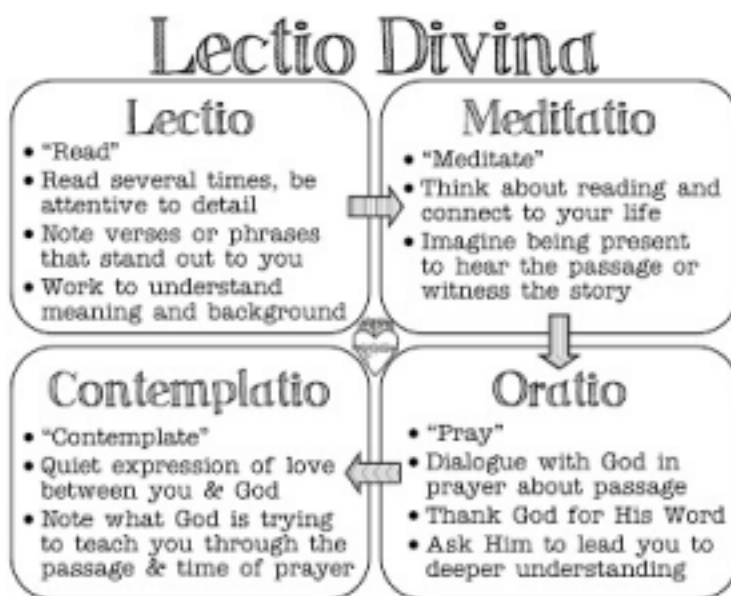 Lectio Divina
Lectio
• "Read"
• Read several times, be
attentive to detail
• Note verses or phrases
that stand out to you
• Work to understand
meaning and background
Meditatio
• "Meditate"
• Think about reading and
connect to your life
• Imagine being present
to hear the passage or
witness the story
Oratio
• "Pray"
• Dialogue with God in
prayer about passage
• Thank God for His Word
• Ask Him to lead you to
deeper understanding
Contemplatio
• "Contemplate"
• Quiet expression of love
between you & God
• Note what God is trying
to teach you through the
passage & time of prayer